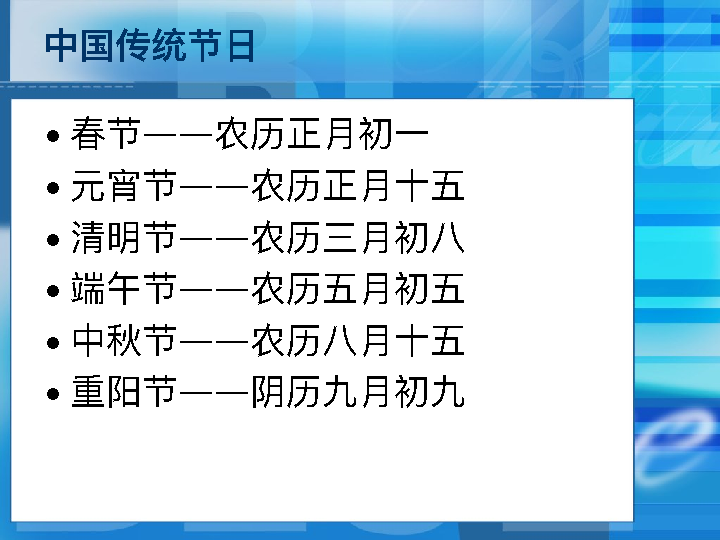 中国传统节日
• 春节——农历正月初一
• 元宵节——农历正月十五
• 清明节——农历三月初八
• 端午节——农历五月初五
• 中秋节——农历八月十五
• 重阳节——阴历九月初九